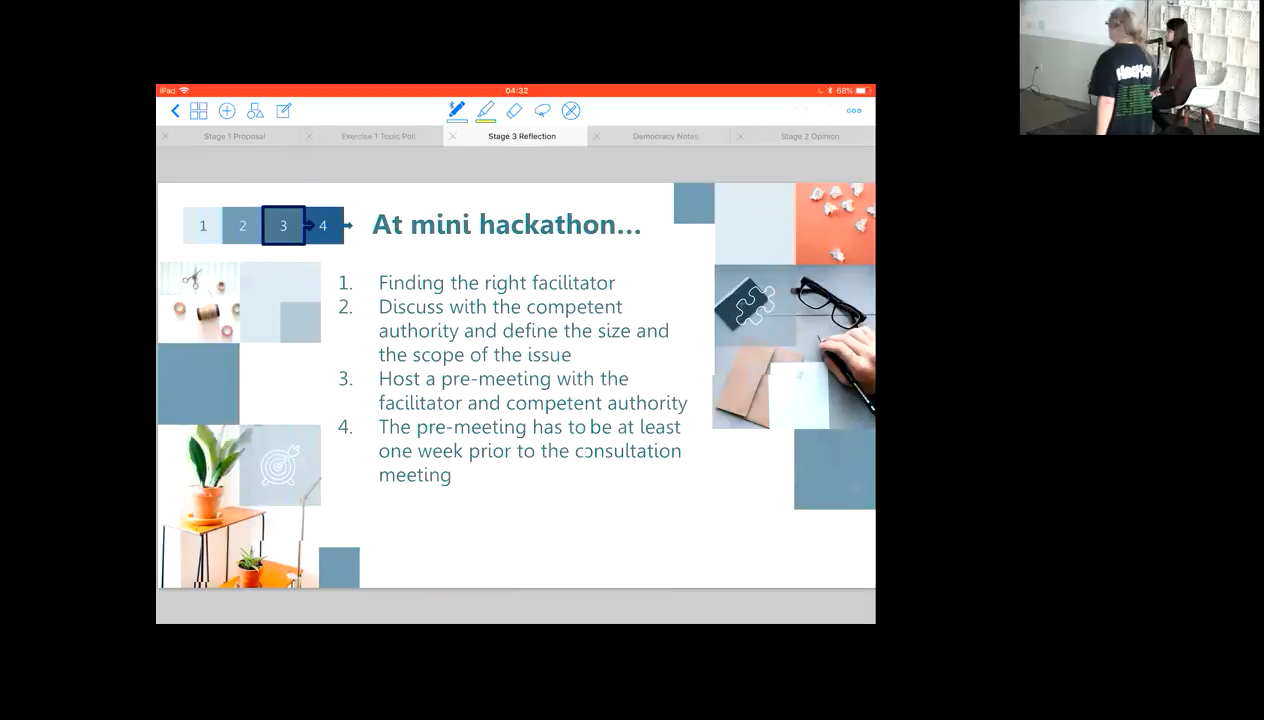 iPad
04:32
68%
Stage 1 Proposal
Exercise 1 Topic Poll
Stage 3 Reflection
Democracy Notes
Stage 2 Opinion
1 2 3 4
At mini hackathon...
1. Finding the right facilitator
2. Discuss with the competent
authority and define the size and
the scope of the issue
3. Host a pre-meeting with the
facilitator and competent authority
4. The pre-meeting has to be at least
one week prior to the consultation
meeting